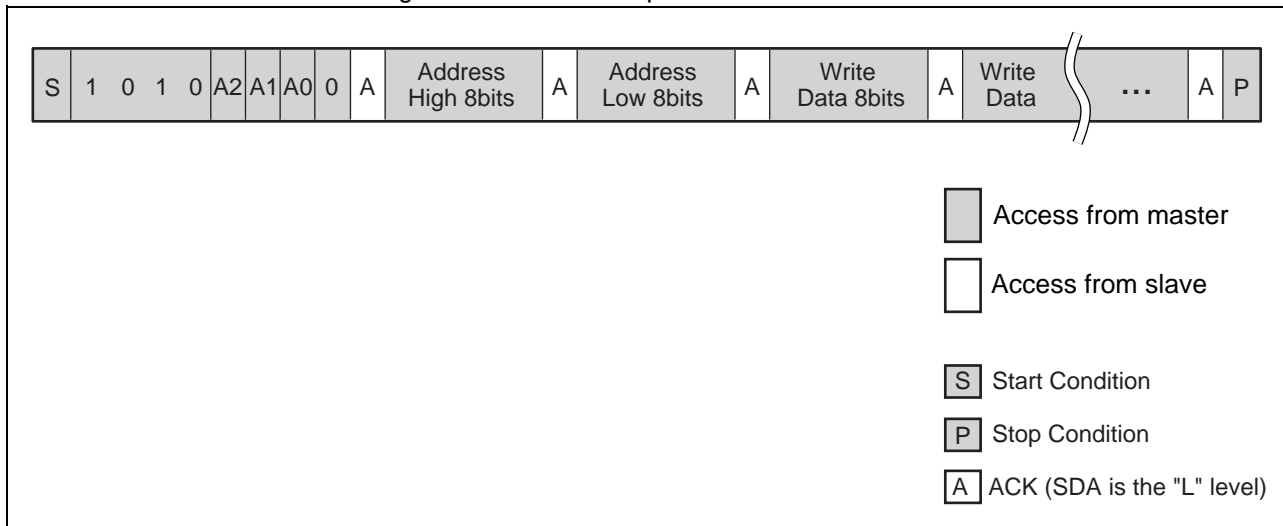 S 1 0 1 0 A2 A1 A0 0 A Address High 8bits A Address Low 8bits A Write Data 8bits A Write Data ... A P
Access from master
Access from slave
S Start Condition
P Stop Condition
A ACK (SDA is the "L" level)